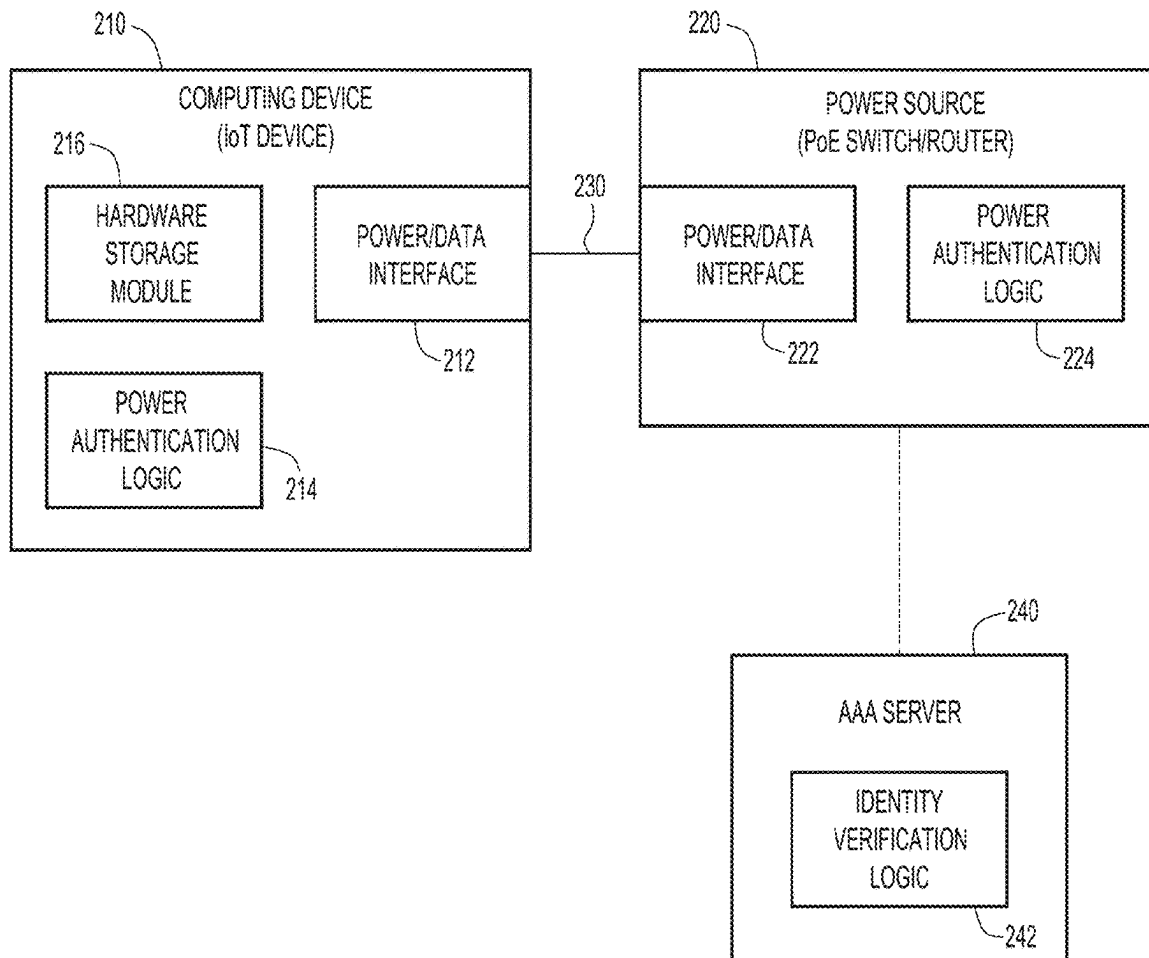 210
COMPUTING DEVICE
(IoT DEVICE)
216
HARDWARE
STORAGE
MODULE
POWER/DATA
INTERFACE
212
POWER
AUTHENTICATION
LOGIC
214
230
220
POWER SOURCE
(PoE SWITCH/ROUTER)
POWER/DATA
INTERFACE
222
POWER
AUTHENTICATION
LOGIC
224
240
AAA SERVER
IDENTITY
VERIFICATION
LOGIC
242